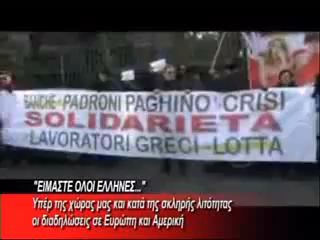 BANCHE-PADRONI PAGHINO CRISI
SOLIDARIETA
LAVORATORI GRECI-LOTTA
"ΕΙΜΑΣΤΕ ΟΛΟΙ ΕΛΛΗΝΕΣ..."
Υπέρ της χώρας μας και κατά της σκληρής λιτότητας
οι διαδηλώσεις σε Ευρώπη και Αμερική